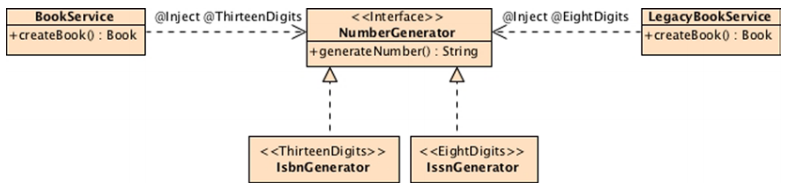 BookService
+createBook() : Book
@Inject @ThirteenDigits
<<Interface>>
NumberGenerator
+generateNumber() : String
@Inject @EightDigits
LegacyBookService
+createBook() : Book
<<ThirteenDigits>>
IsbnGenerator
<<EightDigits>>
IssnGenerator